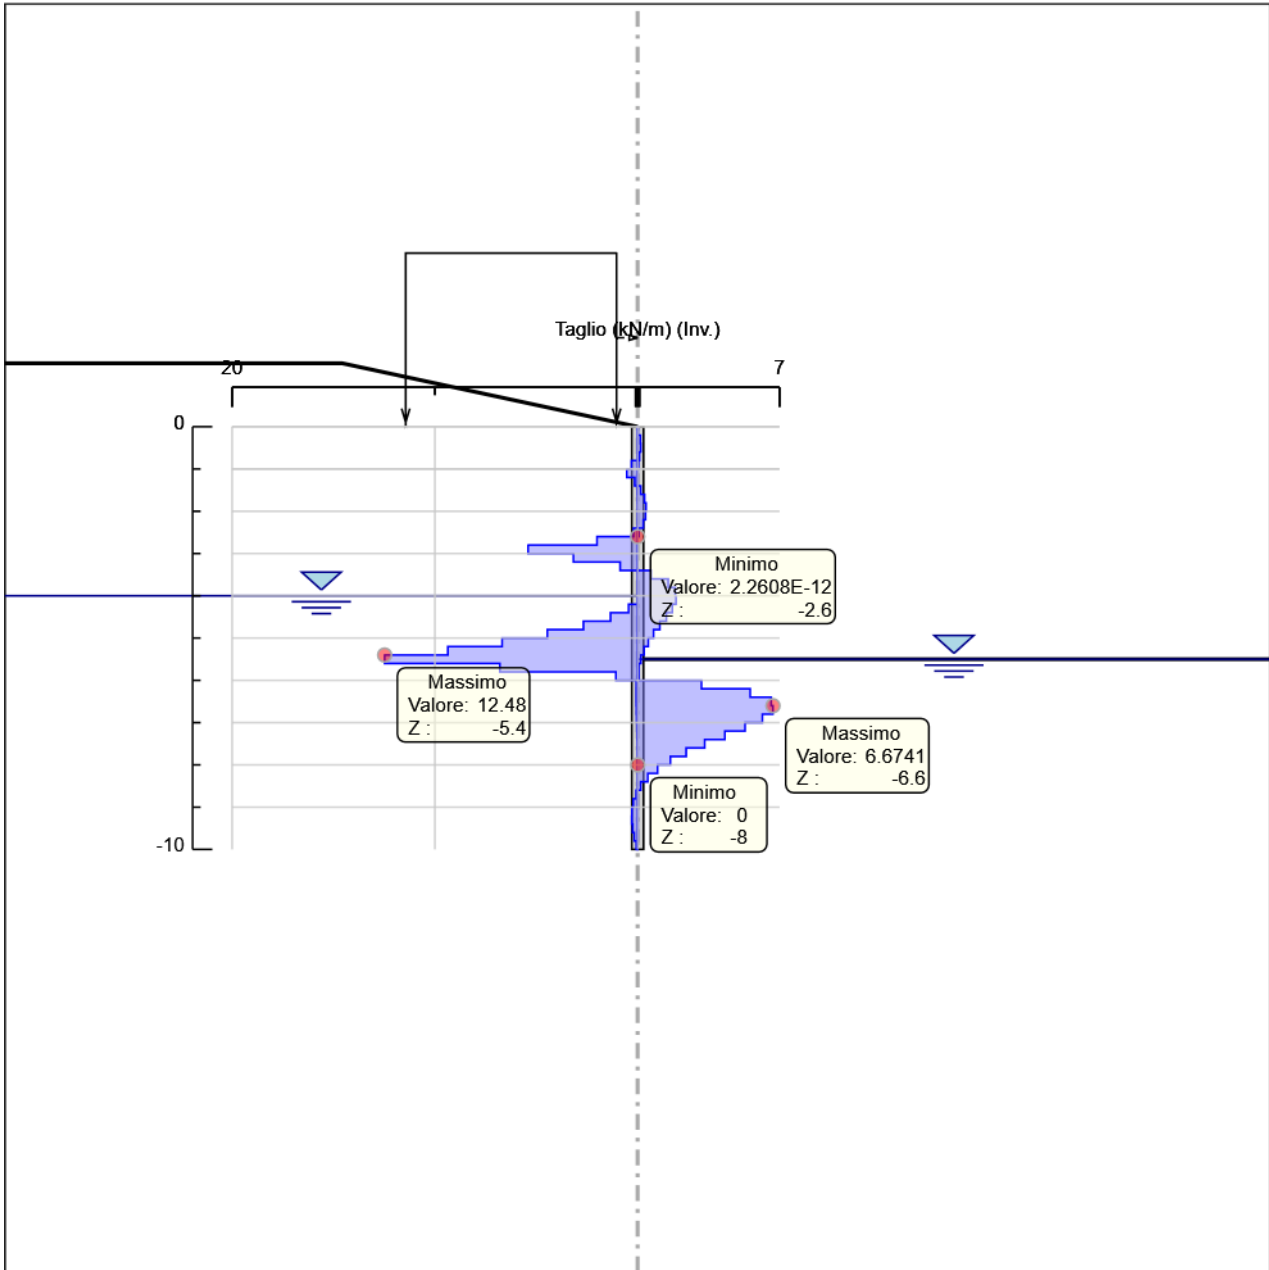 Taglio (kN/m) (Inv.)
20
7
0
Minimo
Valore: 2.2608E-12
Z : -2.6
Massimo
Valore: 12.48
Z : -5.4
Massimo
Valore: 6.6741
Z : -6.6
Minimo
Valore: 0
Z : -8
-10